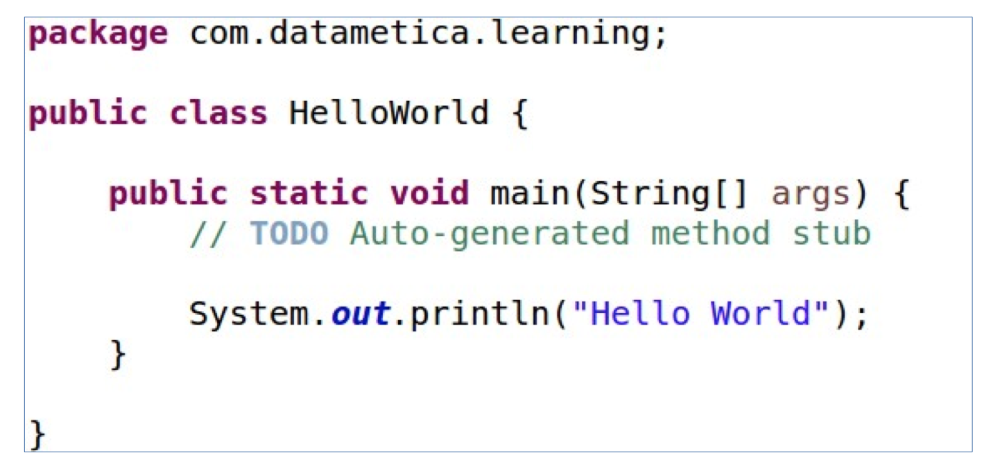 package com.datametica.learning;
public class HelloWorld {
public static void main(String[] args) {
// TODO Auto-generated method stub
System.out.println("Hello World");
}
}